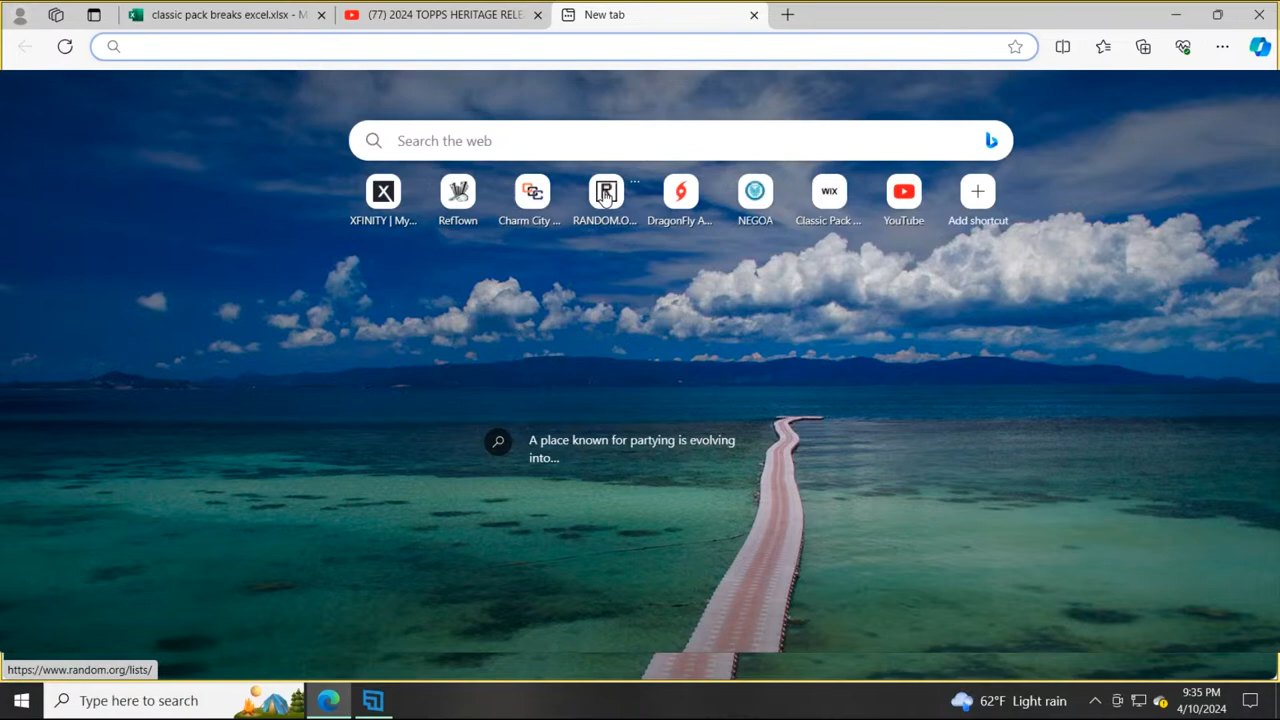 classic pack breaks excel.xlsx - M
(77) 2024 TOPPS HERITAGE RELE
New tab
Search the web
X
R
WIX
XFINITY | My...
RefTown
Charm City ...
RANDOM.O...
DragonFly A...
NEGOA
Classic Pack ...
YouTube
Add shortcut
A place known for partying is evolving
into...
https://www.random.org/lists/
Type here to search
62°F Light rain
9:35 PM
4/10/2024